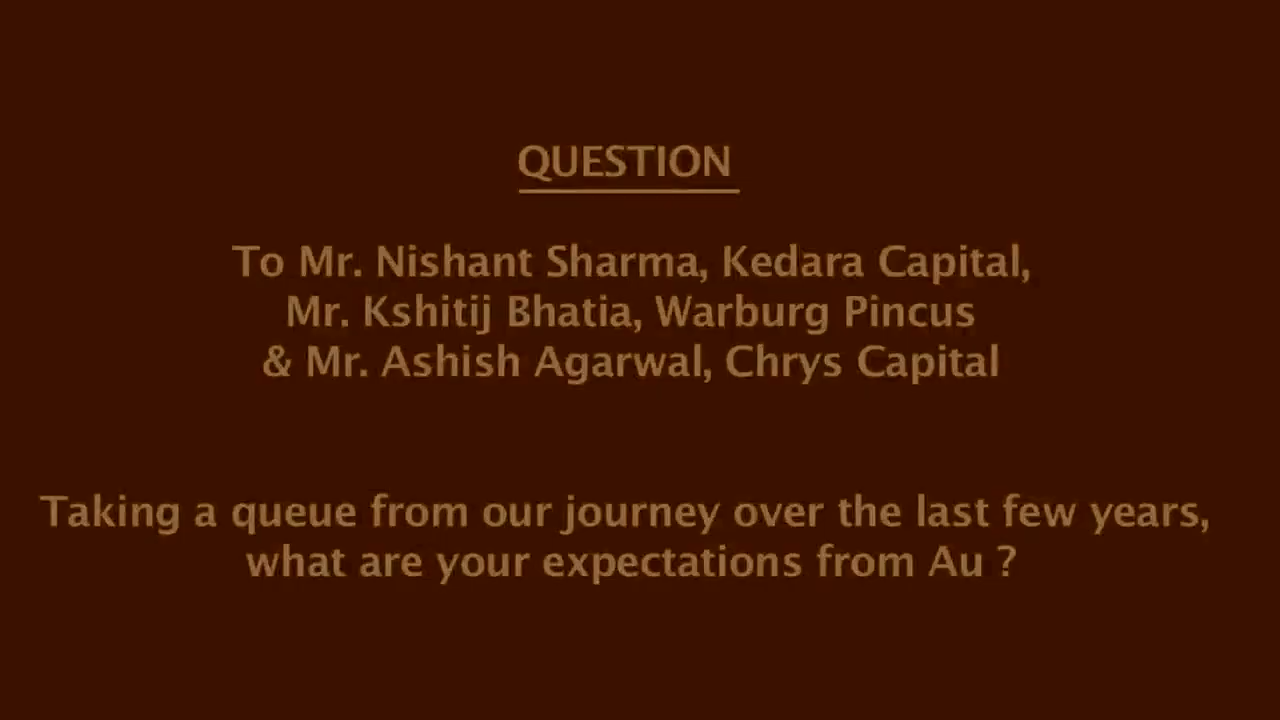 QUESTION
To Mr. Nishant Sharma, Kedara Capital,
Mr. Kshitij Bhatia, Warburg Pincus
& Mr. Ashish Agarwal, Chrys Capital
Taking a queue from our journey over the last few years,
what are your expectations from Au ?